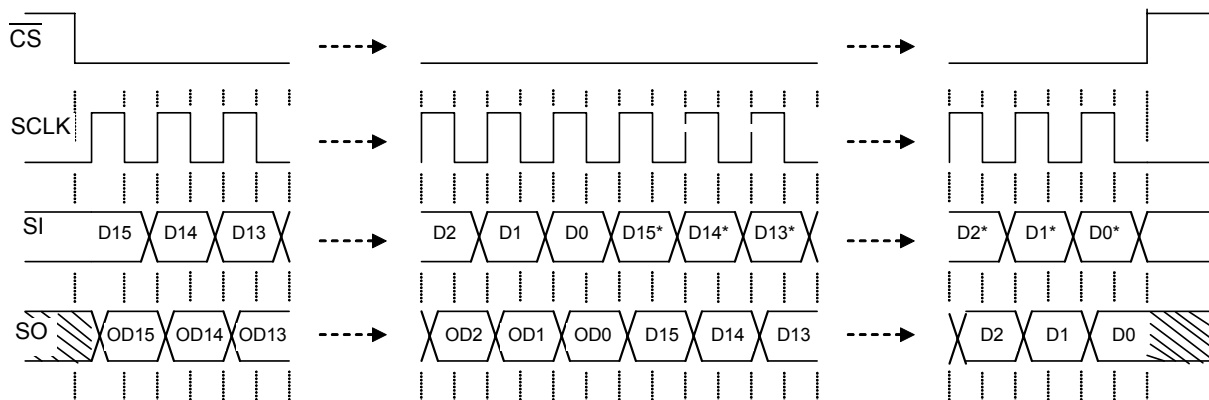 CS
SCLK
SI D15 D14 D13 D2 D1 D0 D15* D14* D13* D2* D1* D0*
SO OD15 OD14 OD13 OD2 OD1 OD0 D15 D14 D13 D2 D1 D0